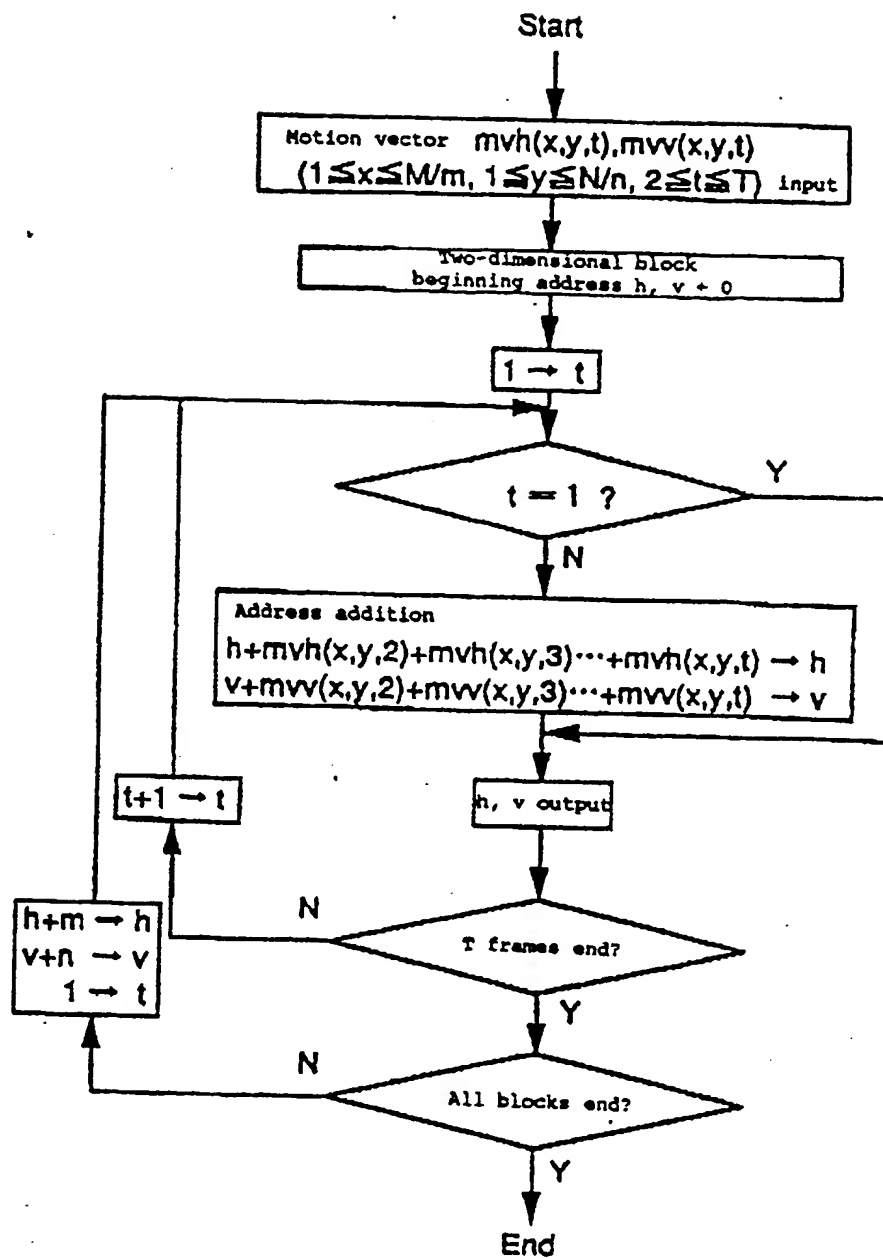 Start
Motion vector mvh(x,y,t),mvv(x,y,t)
(1≦x≦M/m, 1≦y≦N/n, 2≦t≦T) input
Two-dimensional block
beginning address h, v + 0
1 → t
t = 1 ?
Y
N
Address addition
h+mvh(x,y,2)+mvh(x,y,3)⋯+mvh(x,y,t) → h
v+mvv(x,y,2)+mvv(x,y,3)⋯+mvv(x,y,t) → v
t+1 → t
h, v output
h+m → h
v+n → v
1 → t
N
T frames end?
Y
N
All blocks end?
Y
End